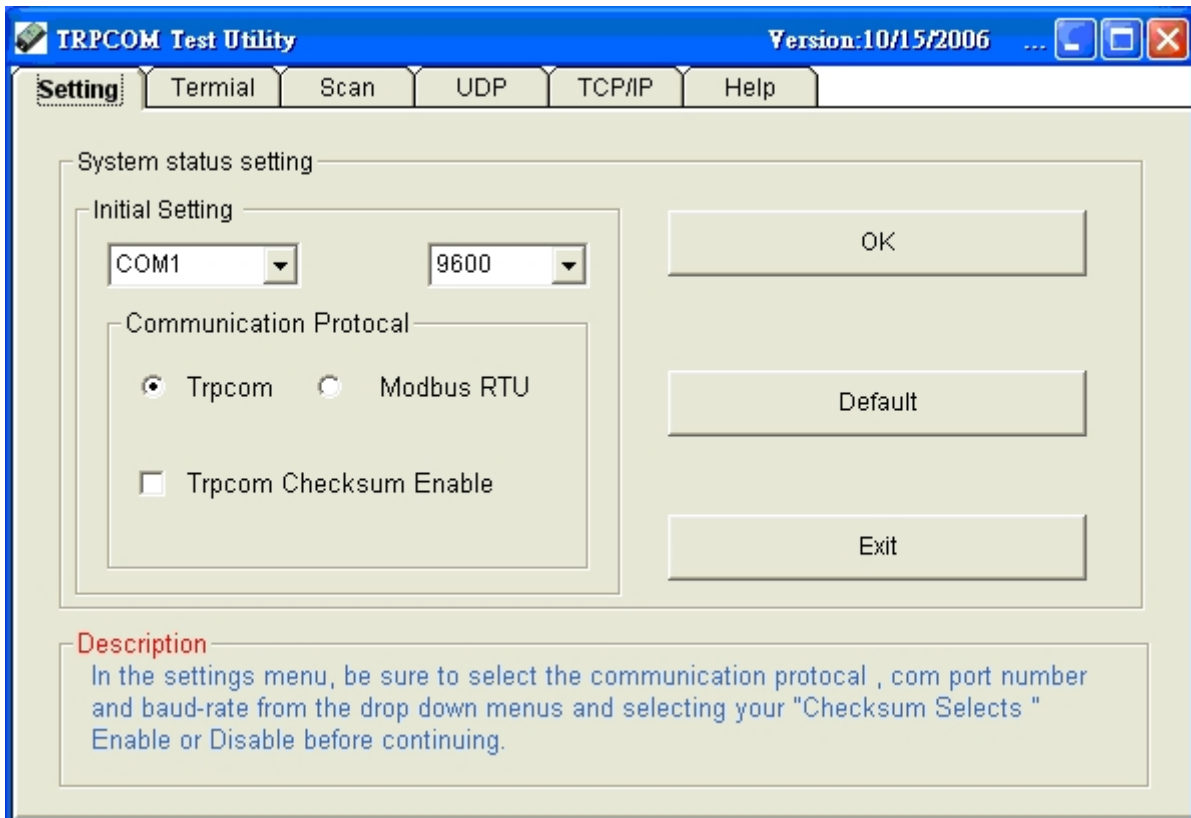 TRPCOM Test Utility Version:10/15/2006 ...
Setting Termial Scan UDP TCP/IP Help
System status setting
Initial Setting
COM1 9600
OK
Communication Protocal
Trpcom Modbus RTU
Default
Trpcom Checksum Enable
Exit
Description
In the settings menu, be sure to select the communication protocal , com port number
and baud-rate from the drop down menus and selecting your "Checksum Selects "
Enable or Disable before continuing.